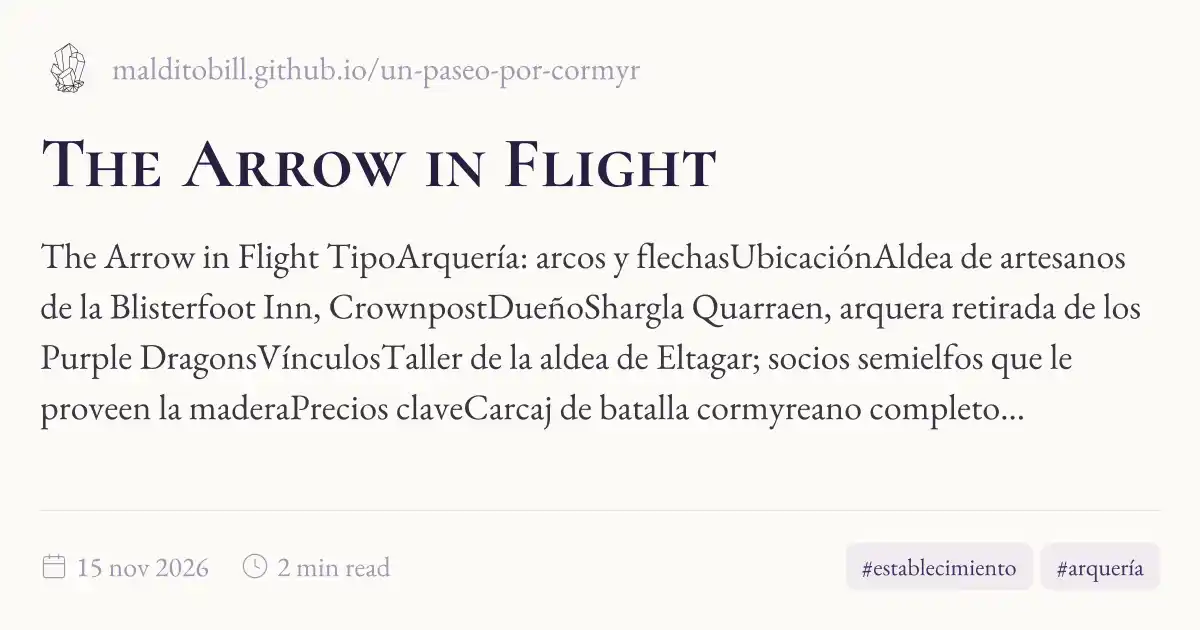 malditobill.github.io/un-paseo-por-cormyr
The Arrow in Flight
The Arrow in Flight TipoArquería: arcos y flechasUbicaciónAldea de artesanos
de la Blisterfoot Inn, CrownpostDueñoShargla Quarraen, arquera retirada de los
Purple DragonsVínculosTaller de la aldea de Eltagar; socios semielfos que le
proveen la maderaPrecios claveCarcaj de batalla cormyreano completo...
15 nov 2026
2 min read
#establecimiento
#arquería